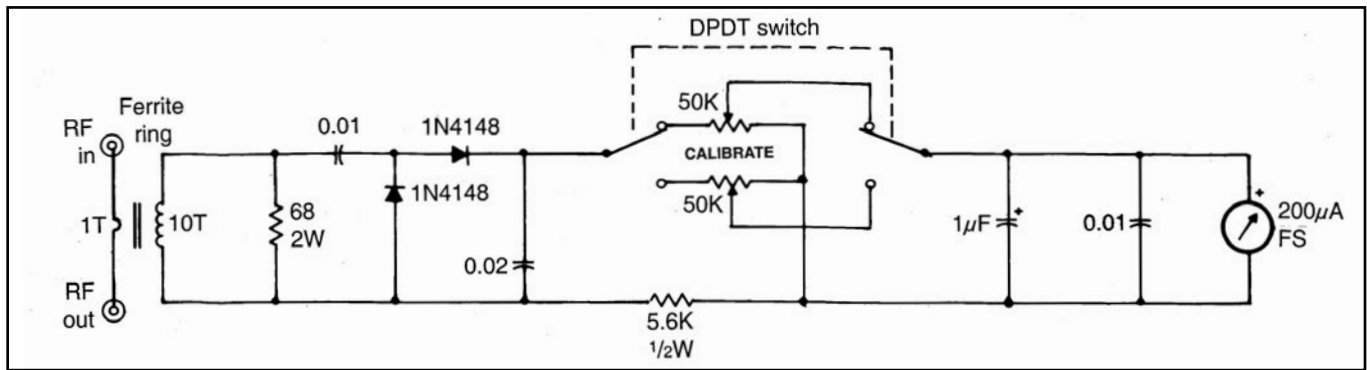 DPDT switch
Ferrite
ring
RF
in
0.01
1N4148
50K
1N4148
CALIBRATE
1T
10T
68
2W
50K
1µF
+
0.01
+
200µA
FS
0.02
RF
out
5.6K
1/2W